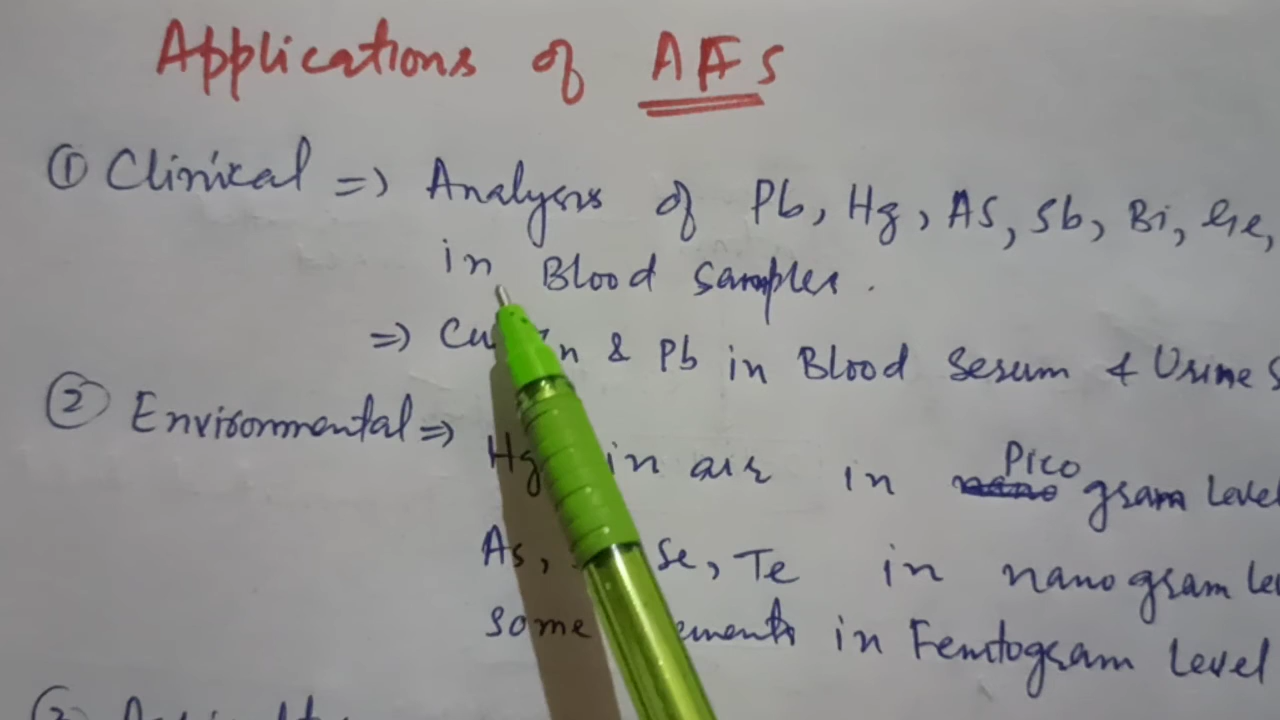 Applications of AFS
① Clinical => Analysis of Pb, Hg, AS, Sb, Bi, Ge,
in Blood Samples.
=> Cu & Pb in Blood Serum & Urine S
② Environmental => Hg in air in Pico gram Level
As, Se, Te in nanogram Le
some in Femtogram Level